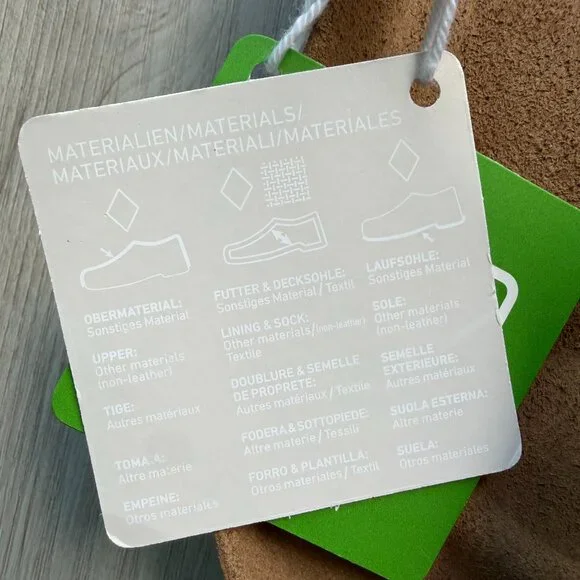 MATERIALIEN/MATERIALS/
MATERIAUX/MATERIALI/MATERIALES
OBERMATERIAL:
Sonstiges Material
UPPER:
Other materials
(non-leather)
TIGE:
Autres matériaux
Altre materie
EMPEINE:
Otros materiales
FUTTER & DECKSOHLE:
Sonstiges Material / Textil
LINING & SOCK:
Other materials/(non-leather)
Textile
DOUBLURE & SEMELLE
DE PROPRETE:
Autres matériaux / Textile
FODERA&SOTTOPIEDE:
Altre materie / Tessili
FORRO & PLANTILLA:
Otros materiales / Textil
LAUFSOHLE:
Sonstiges Material
SOLE:
Other materials
(non-leather)
SEMELLE
EXTERIEURE:
Autres matériaux
SUOLA ESTERNA:
Altre materie
SUELA:
Otros materiales